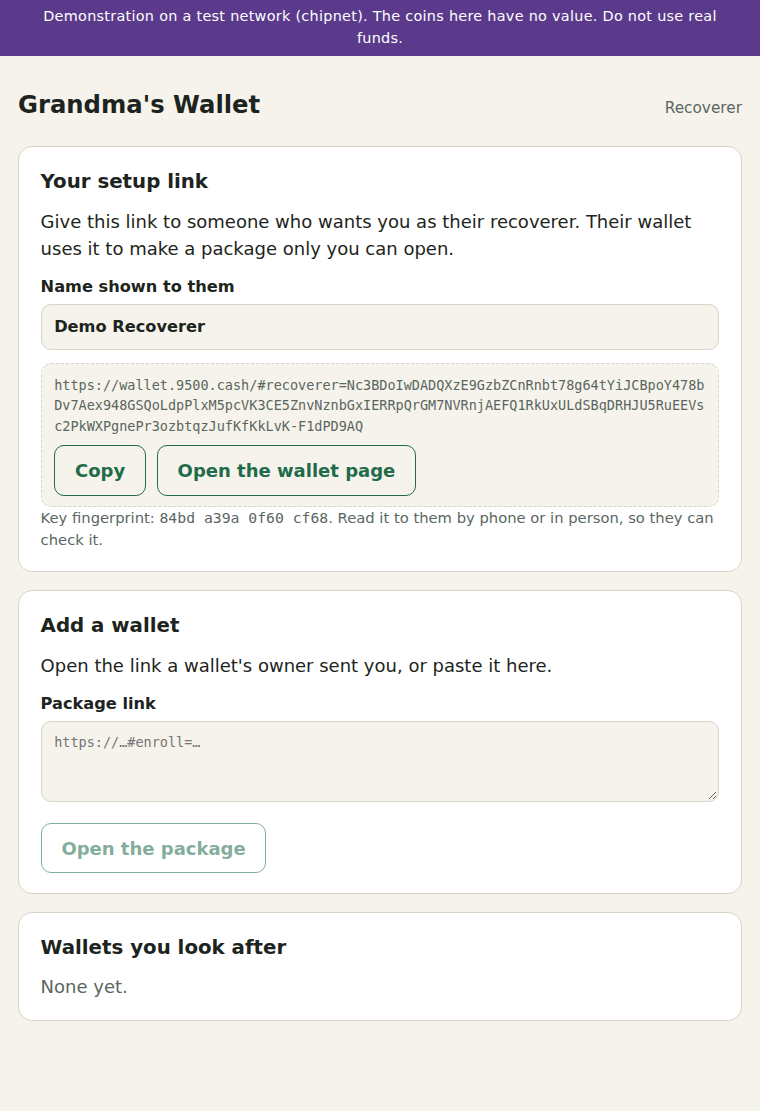 Demonstration on a test network (chipnet). The coins here have no value. Do not use real
funds.
Grandma's Wallet
Recoverer
Your setup link
Give this link to someone who wants you as their recoverer. Their wallet
uses it to make a package only you can open.
Name shown to them
Demo Recoverer
https://wallet.9500.cash/#recoverer=Nc3BDoIwDADQXzE9GzbZCnRnbt78g64tYiJCBpoY478b
Dv7Aex948GSQoLdpPlxM5pcVK3CE5ZnvNznbGxIERRpQrGM7NVRnjAEFQ1RkUxULdSBqDRHJU5RuEEVs
c2PkWXPgnePr3ozbtqzJufKfKkLvK-F1dPD9AQ
Copy
Open the wallet page
Key fingerprint: 84bd a39a 0f60 cf68. Read it to them by phone or in person, so they can
check it.
Add a wallet
Open the link a wallet's owner sent you, or paste it here.
Package link
https://…#enroll=…
Open the package
Wallets you look after
None yet.